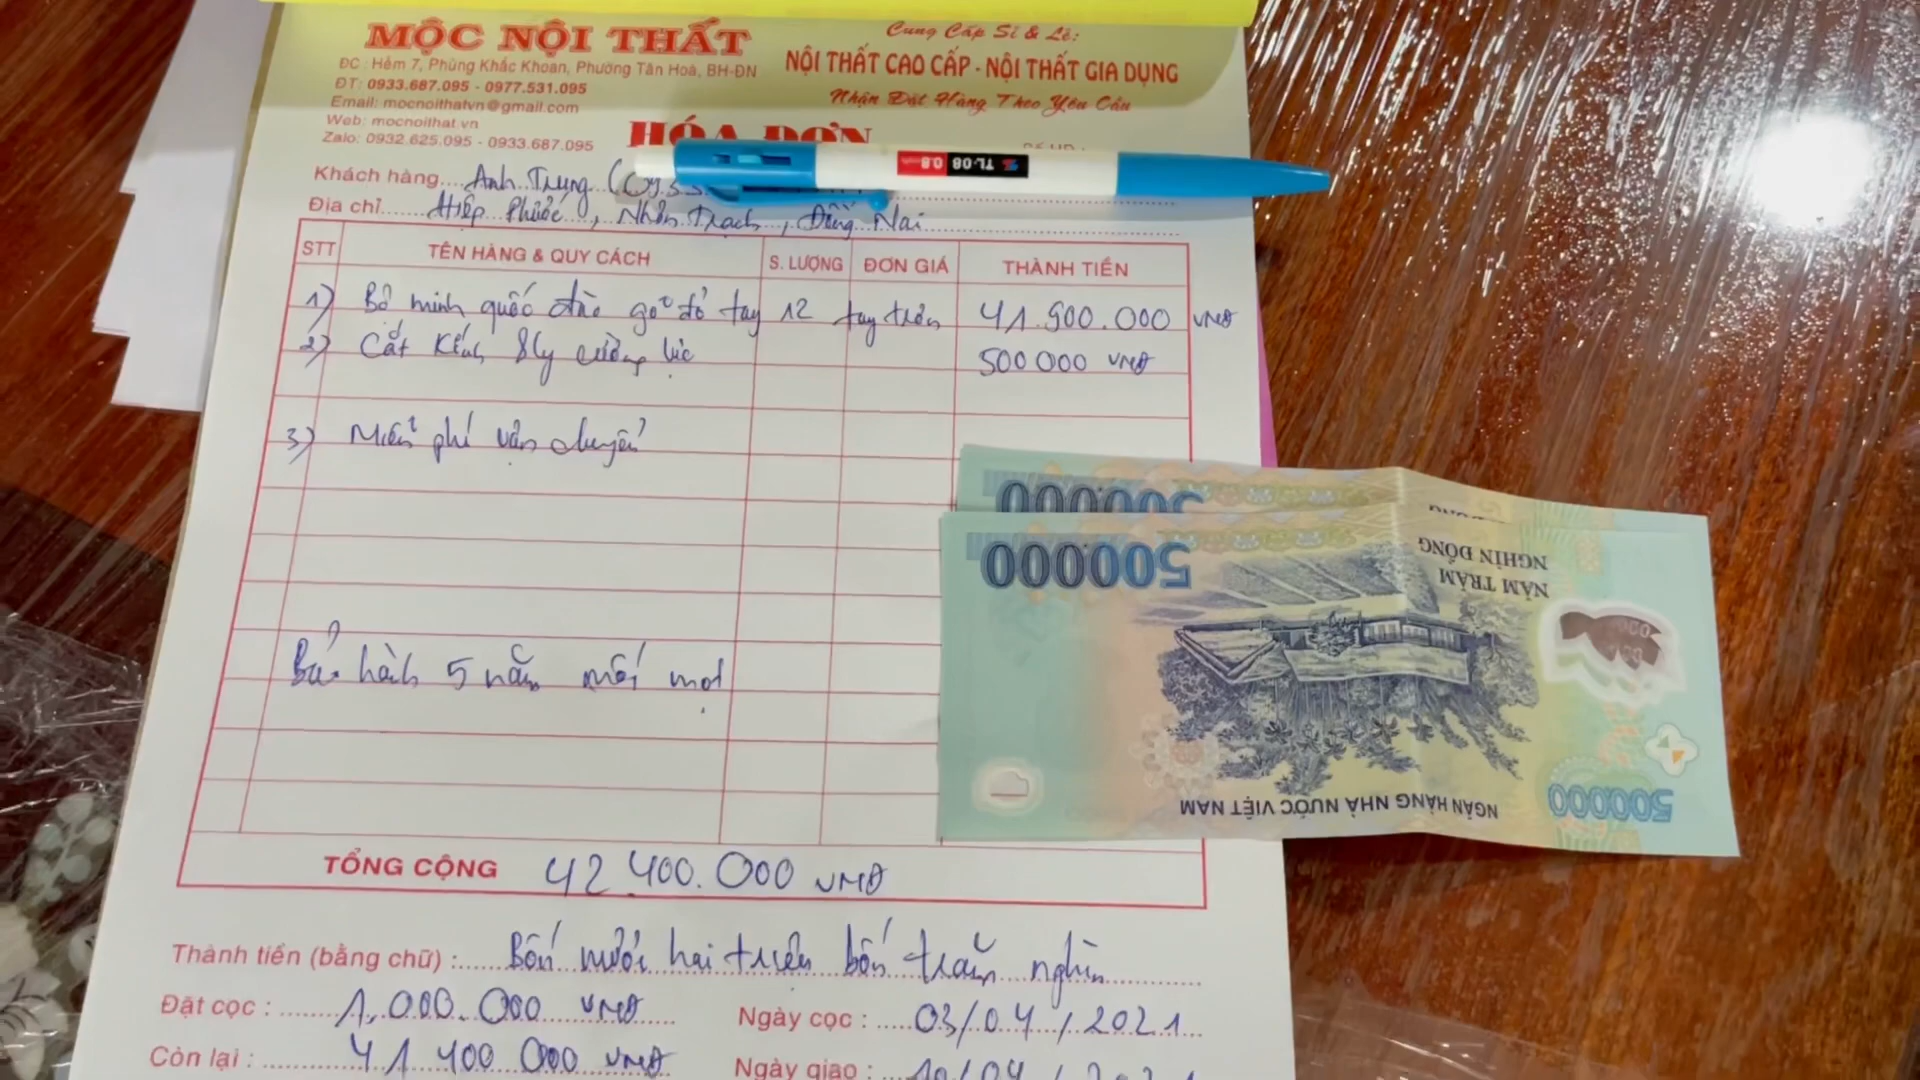 MỘC NỘI THẤT
ĐC : Hẻm 7, Phùng Khắc Khoan, Phường Tân Hoà, BH-ĐN
ĐT: 0933.687.095 - 0977.531.095
Email: mocnoithatvn@gmail.com
Web: mocnoithat.vn
Zalo: 0932.625.095 - 0933.687.095
Cung Cấp Sỉ & Lẻ:
NỘI THẤT CAO CẤP - NỘI THẤT GIA DỤNG
Nhận Đặt Hàng Theo Yêu Cầu
HÓA ĐƠN
TL-08 0.8
Khách hàng Anh Trung (093
Địa chỉ Hiệp Phước, Nhơn Trạch, Đồng Nai
STT TÊN HÀNG & QUY CÁCH S. LƯỢNG ĐƠN GIÁ THÀNH TIỀN
1) Bộ minh quốc đào gỗ đỏ tay 12 tay trơn 41.900.000 VNĐ
2) Cắt kính 8ly cường lực 500000 VNĐ
3) Miễn phí vận chuyển
Bảo hành 5 năm mối mọt
TỔNG CỘNG 42.400.000 VNĐ
Thành tiền (bằng chữ) : Bốn mươi hai triệu bốn trăm nghìn
Đặt cọc : 1.000.000 VNĐ Ngày cọc : 03/04/2021
Còn lại : 41 400 000 VNĐ Ngày giao : 10/04/2021
500000
500000
NĂM TRĂM
NGHÌN ĐỒNG
NGÂN HÀNG NHÀ NƯỚC VIỆT NAM
500000